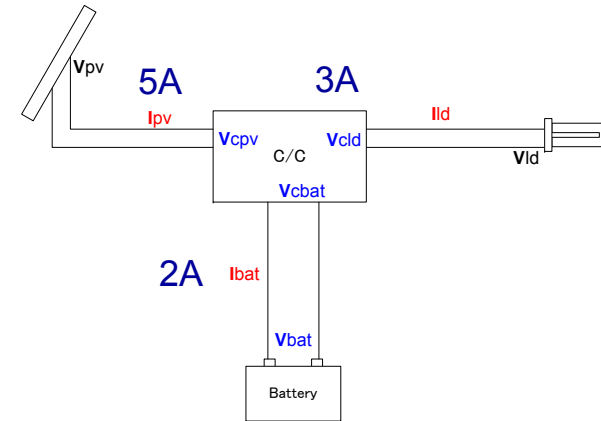 Vpv
5A
3A
Ipv
Ild
Vcpv
Vcld
C/C
Vld
Vcbat
2A
Ibat
Vbat
Battery